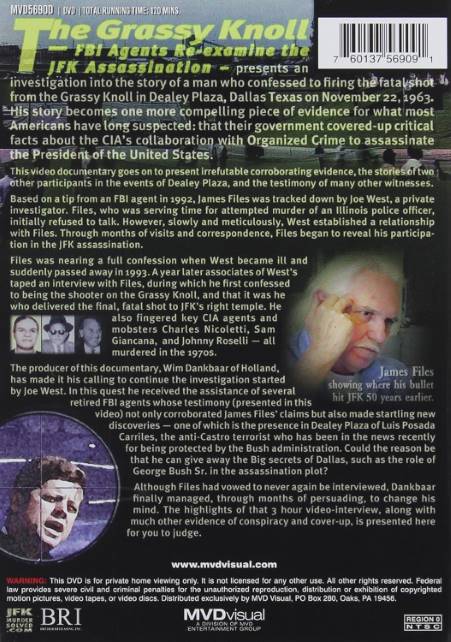 MVD5690D | DVD | TOTAL RUNNING TIME: 120 MINS.
The Grassy Knoll
— FBI Agents Re-examine the
JFK Assassination — presents an
investigation into the story of a man who confessed to firing the fatal shot
from the Grassy Knoll in Dealey Plaza, Dallas Texas on November 22, 1963.
His story becomes one more compelling piece of evidence for what most
Americans have long suspected: that their government covered-up critical
facts about the CIA's collaboration with Organized Crime to assassinate
the President of the United States.
This video documentary goes on to present irrefutable corroborating evidence, the stories of two
other participants in the events of Dealey Plaza, and the testimony of many other witnesses.
Based on a tip from an FBI agent in 1992, James Files was tracked down by Joe West, a private
investigator. Files, who was serving time for attempted murder of an Illinois police officer,
initially refused to talk. However, slowly and meticulously, West established a relationship
with Files. Through months of visits and correspondence, Files began to reveal his participa-
tion in the JFK assassination.
Files was nearing a full confession when West became ill and
suddenly passed away in 1993. A year later associates of West's
taped an interview with Files, during which he first confessed
to being the shooter on the Grassy Knoll, and that it was he
who delivered the final, fatal shot to JFK's right temple. He
also fingered key CIA agents and
mobsters Charles Nicoletti, Sam
Giancana, and Johnny Roselli — all
murdered in the 1970s.
James Files
showing where his bullet
hit JFK 50 years earlier.
The producer of this documentary, Wim Dankbaar of Holland,
has made it his calling to continue the investigation started
by Joe West. In this quest he received the assistance of several
retired FBI agents whose testimony (presented in this
video) not only corroborated James Files' claims but also made startling new
discoveries — one of which is the presence in Dealey Plaza of Luis Posada
Carriles, the anti-Castro terrorist who has been in the news recently
for being protected by the Bush administration. Could the reason be
that he can give away the Big secrets of Dallas, such as the role of
George Bush Sr. in the assassination plot?
Although Files had vowed to never again be interviewed, Dankbaar
finally managed, through months of persuading, to change his
mind. The highlights of that 3 hour video-interview, along with
much other evidence of conspiracy and cover-up, is presented here
for you to judge.
www.mvdvisual.com
WARNING: This DVD is for private home viewing only. It is not licensed for any other use. All other rights reserved. Federal
law provides severe civil and criminal penalties for the unauthorized reproduction, distribution or exhibition of copyrighted
motion pictures, video tapes, or video discs. Distributed exclusively by MVD Visual, PO Box 280, Oaks, PA 19456.
JFK
MURDER
SOLVED
.COM
BRI
MVDvisual
A DIVISION OF MVD
ENTERTAINMENT GROUP
REGION 0
NTSC
7 60137 56909 1